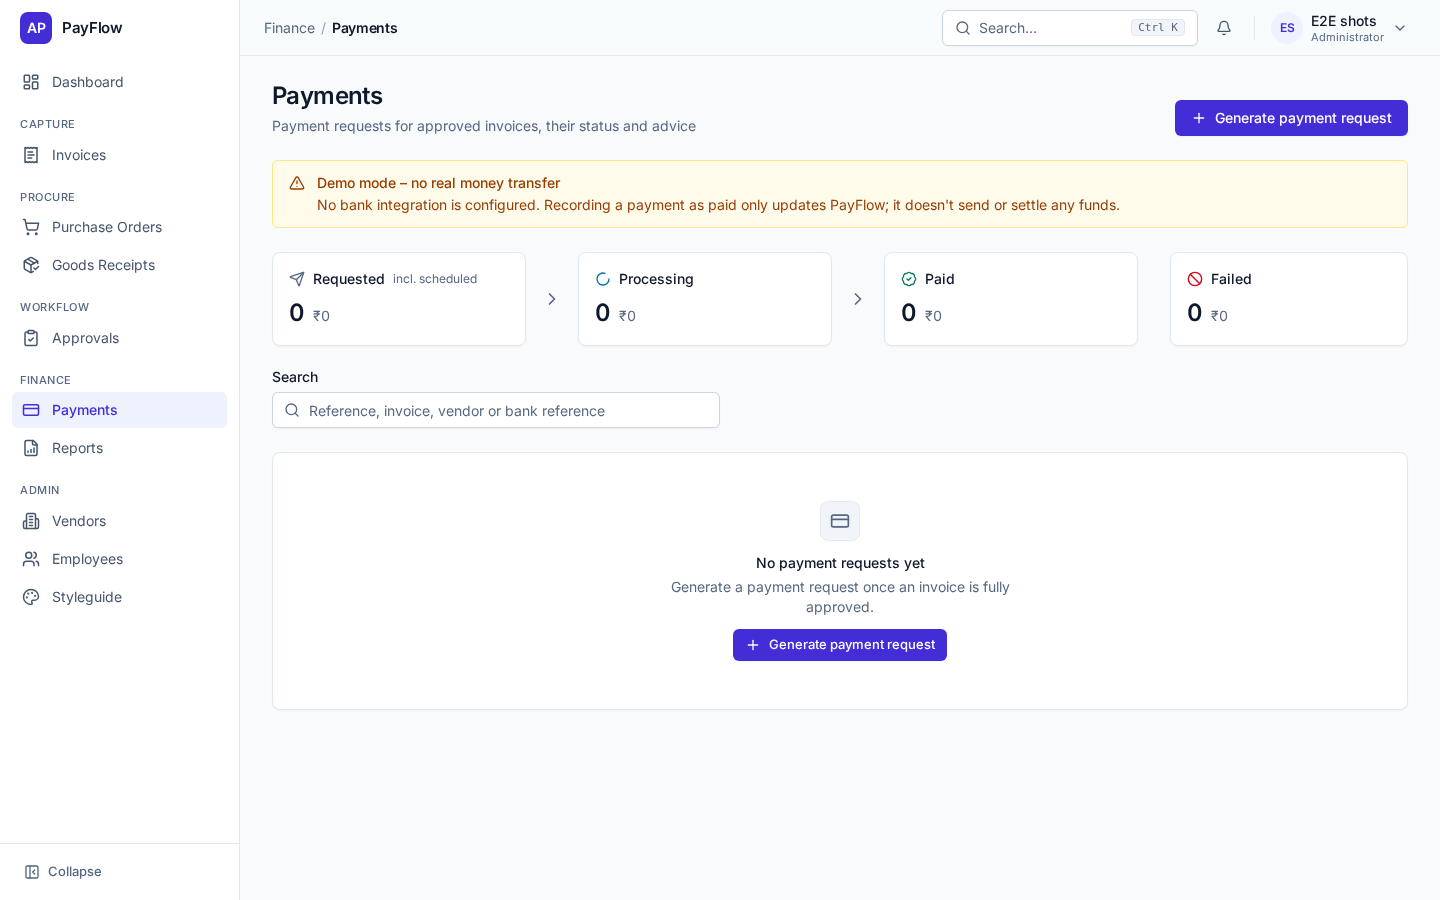 AP PayFlow
Dashboard
CAPTURE
Invoices
PROCURE
Purchase Orders
Goods Receipts
WORKFLOW
Approvals
FINANCE
Payments
Reports
ADMIN
Vendors
Employees
Styleguide
Collapse
Finance / Payments
Search... Ctrl K
ES E2E shots
Administrator
Payments
Payment requests for approved invoices, their status and advice
Generate payment request
Demo mode – no real money transfer
No bank integration is configured. Recording a payment as paid only updates PayFlow; it doesn't send or settle any funds.
Requested incl. scheduled
0 ₹0
Processing
0 ₹0
Paid
0 ₹0
Failed
0 ₹0
Search
Reference, invoice, vendor or bank reference
No payment requests yet
Generate a payment request once an invoice is fully
approved.
Generate payment request